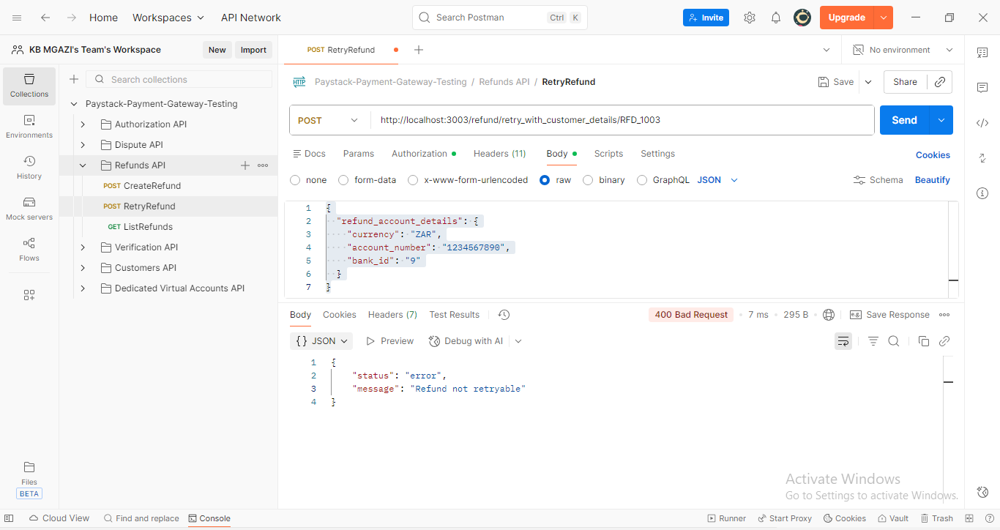 Home Workspaces API Network Search Postman Ctrl K Invite Upgrade
KB MGAZI's Team's Workspace New Import
POST RetryRefund No environment
Search collections
Collections
Environments
History
Mock servers
Flows
Files
BETA
Paystack-Payment-Gateway-Testing
Authorization API
Dispute API
Refunds API
POST CreateRefund
POST RetryRefund
GET ListRefunds
Verification API
Customers API
Dedicated Virtual Accounts API
HTTP Paystack-Payment-Gateway-Testing / Refunds API / RetryRefund Save Share
POST http://localhost:3003/refund/retry_with_customer_details/RFD_1003 Send
Docs Params Authorization Headers (11) Body Scripts Settings Cookies
none form-data x-www-form-urlencoded raw binary GraphQL JSON Schema Beautify
1 {
2 "refund_account_details": {
3 "currency": "ZAR",
4 "account_number": "1234567890",
5 "bank_id": "9"
6 }
7 }
Body Cookies Headers (7) Test Results 400 Bad Request 7 ms 295 B e.g. Save Response
{} JSON Preview Debug with AI
1 {
2 "status": "error",
3 "message": "Refund not retryable"
4 }
Activate Windows
Go to Settings to activate Windows.
Cloud View Find and replace Console Runner Start Proxy Cookies Vault Trash